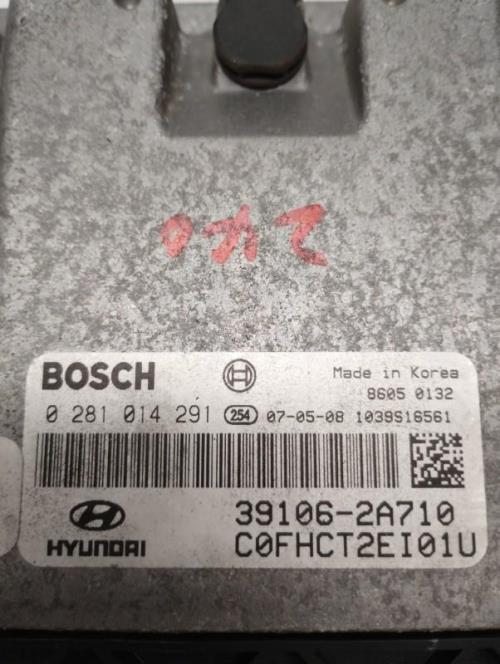 BOSCH
Made in Korea
8605 0132
0 281 014 291 254 07-05-08 1039S16561
39106-2A710
HYUNDAI
C0FHCT2EI01U